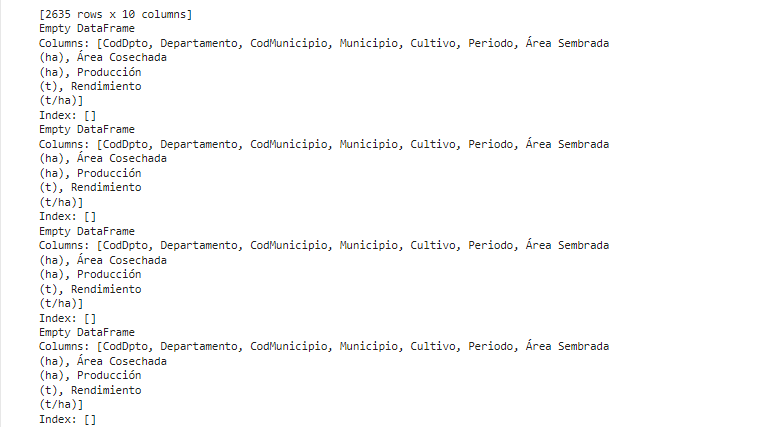 [2635 rows x 10 columns]
Empty DataFrame
Columns: [CodDpto, Departamento, CodMunicipio, Municipio, Cultivo, Periodo, Área Sembrada
(ha), Área Cosechada
(ha), Producción
(t), Rendimiento
(t/ha)]
Index: []
Empty DataFrame
Columns: [CodDpto, Departamento, CodMunicipio, Municipio, Cultivo, Periodo, Área Sembrada
(ha), Área Cosechada
(ha), Producción
(t), Rendimiento
(t/ha)]
Index: []
Empty DataFrame
Columns: [CodDpto, Departamento, CodMunicipio, Municipio, Cultivo, Periodo, Área Sembrada
(ha), Área Cosechada
(ha), Producción
(t), Rendimiento
(t/ha)]
Index: []
Empty DataFrame
Columns: [CodDpto, Departamento, CodMunicipio, Municipio, Cultivo, Periodo, Área Sembrada
(ha), Área Cosechada
(ha), Producción
(t), Rendimiento
(t/ha)]
Index: []